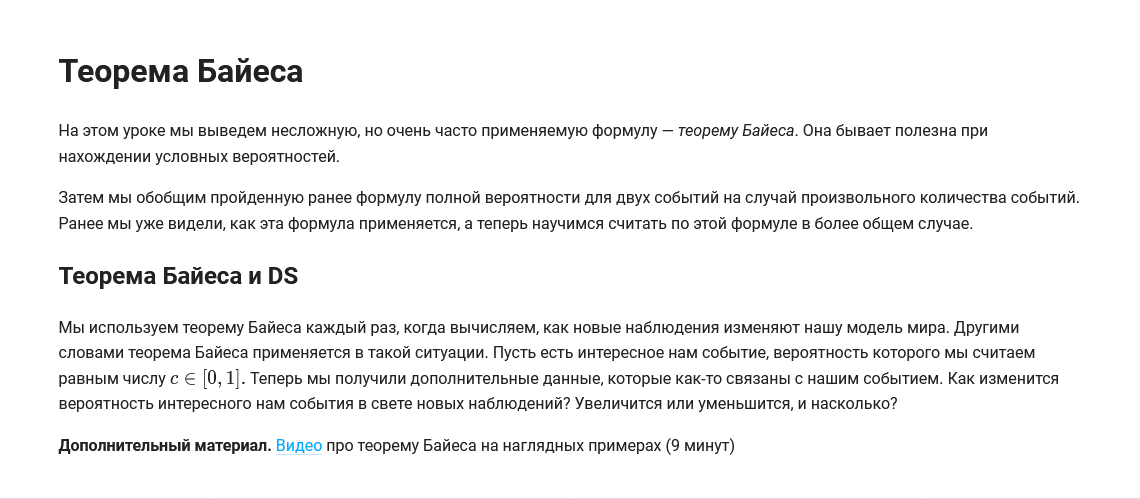 Теорема Байеса
На этом уроке мы выведем несложную, но очень часто применяемую формулу — теорему Байеса. Она бывает полезна при
нахождении условных вероятностей.
Затем мы обобщим пройденную ранее формулу полной вероятности для двух событий на случай произвольного количества событий.
Ранее мы уже видели, как эта формула применяется, а теперь научимся считать по этой формуле в более общем случае.
Теорема Байеса и DS
Мы используем теорему Байеса каждый раз, когда вычисляем, как новые наблюдения изменяют нашу модель мира. Другими
словами теорема Байеса применяется в такой ситуации. Пусть есть интересное нам событие, вероятность которого мы считаем
равным числу c ∈ [0, 1]. Теперь мы получили дополнительные данные, которые как-то связаны с нашим событием. Как изменится
вероятность интересного нам события в свете новых наблюдений? Увеличится или уменьшится, и насколько?
Дополнительный материал. Видео про теорему Байеса на наглядных примерах (9 минут)